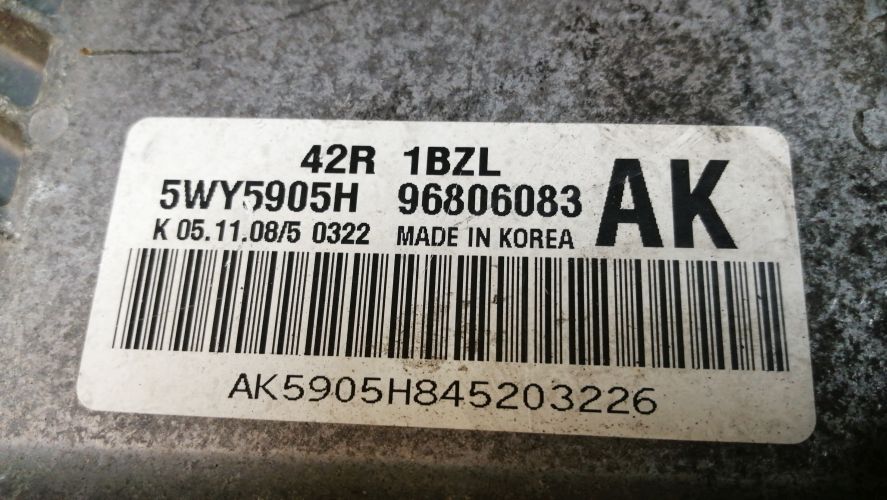 42R 1BZL
5WY5905H 96806083 AK
K 05.11.08/5 0322 MADE IN KOREA
AK5905H845203226